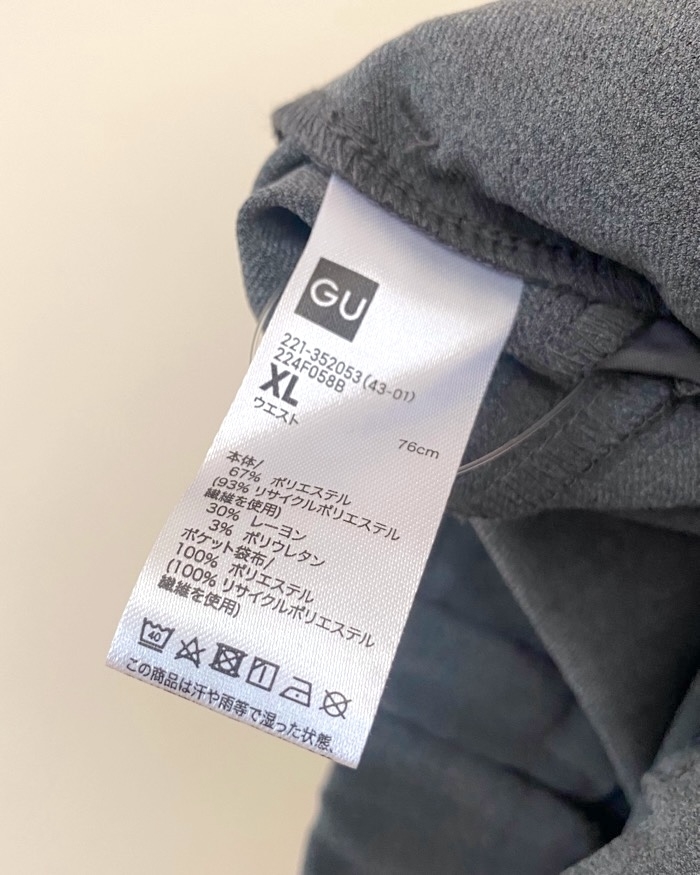 GU
221-352053(43-01)
224F058B
XL
ウエスト
76cm
本体/
67% ポリエステル
(93% リサイクルポリエステル
繊維を使用)
30% レーヨン
3% ポリウレタン
ポケット袋布/
100% ポリエステル
(100% リサイクルポリエステル
繊維を使用)
40
この商品は汗や雨等で湿った状態、